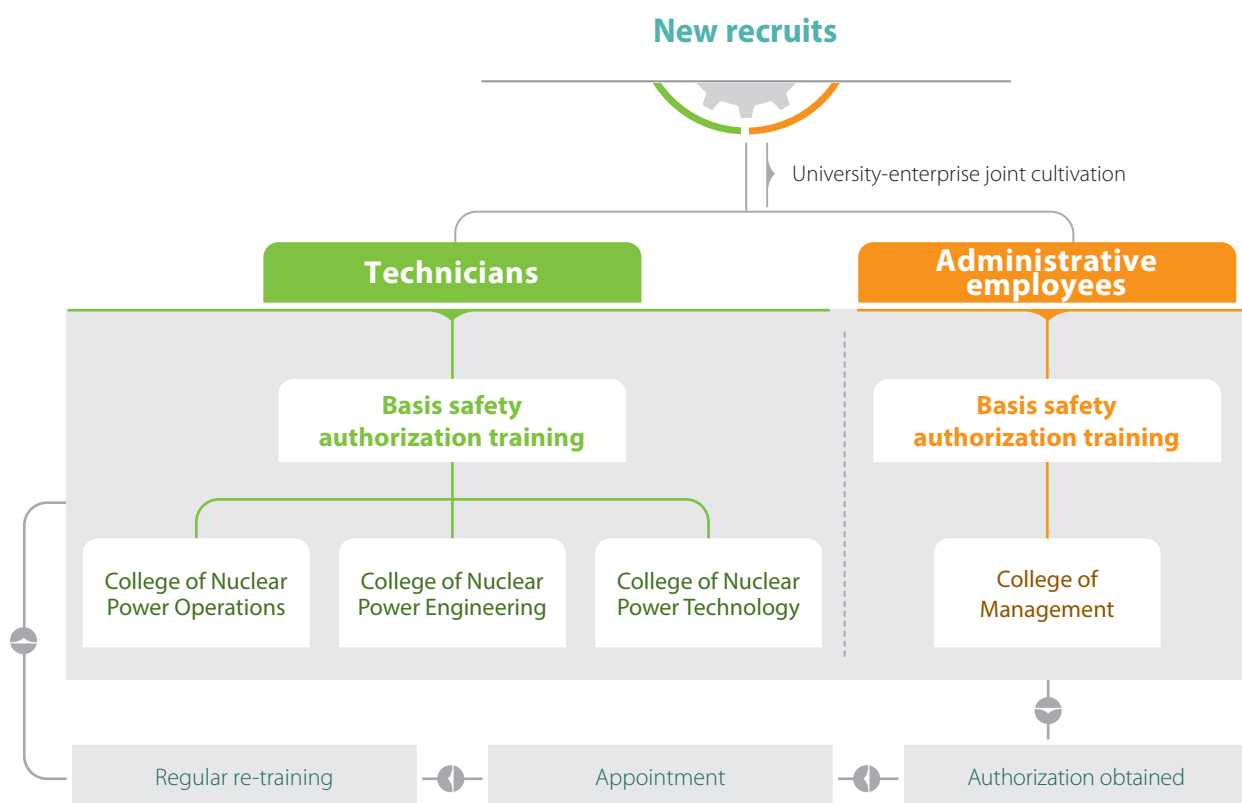 New recruits
University-enterprise joint cultivation
Technicians
Administrative
employees
Basis safety
authorization training
Basis safety
authorization training
College of Nuclear
Power Operations
College of Nuclear
Power Engineering
College of Nuclear
Power Technology
College of
Management
Regular re-training
Appointment
Authorization obtained